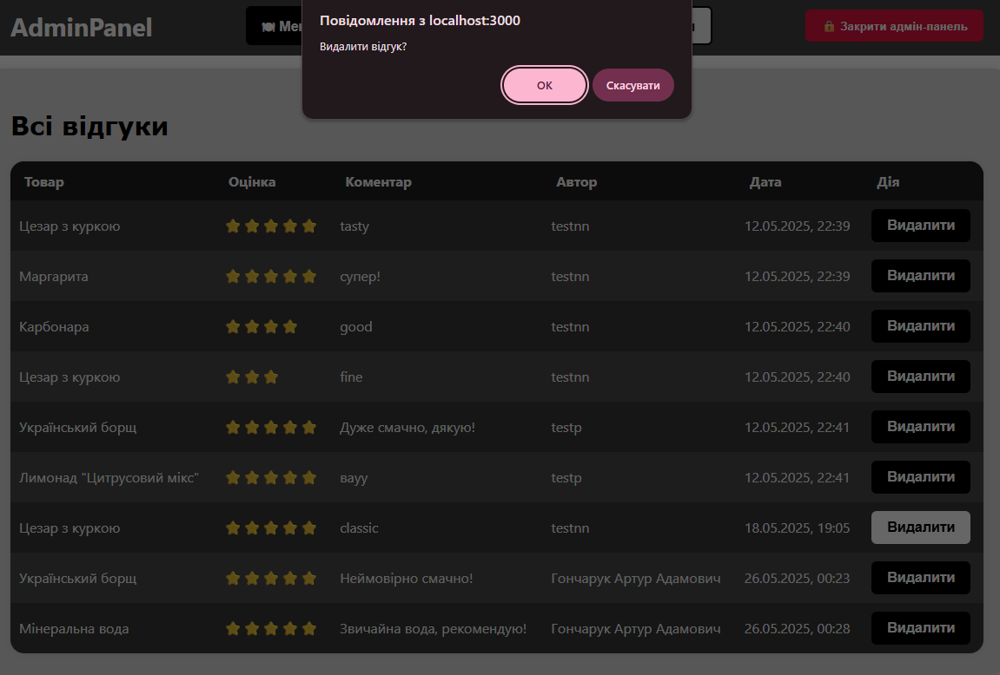 AdminPanel
Повідомлення з localhost:3000
Закрити адмін-панель
Видалити відгук?
ОК
Скасувати
Всі відгуки
Товар Оцінка Коментар Автор Дата Дія
Цезар з куркою tasty testnn 12.05.2025, 22:39 Видалити
Маргарита супер! testnn 12.05.2025, 22:39 Видалити
Карбонара good testnn 12.05.2025, 22:40 Видалити
Цезар з куркою fine testnn 12.05.2025, 22:40 Видалити
Український борщ Дуже смачно, дякую! testp 12.05.2025, 22:41 Видалити
Лимонад "Цитрусовий мікс" вауу testp 12.05.2025, 22:41 Видалити
Цезар з куркою classic testnn 18.05.2025, 19:05 Видалити
Український борщ Неймовірно смачно! Гончарук Артур Адамович 26.05.2025, 00:23 Видалити
Мінеральна вода Звичайна вода, рекомендую! Гончарук Артур Адамович 26.05.2025, 00:28 Видалити